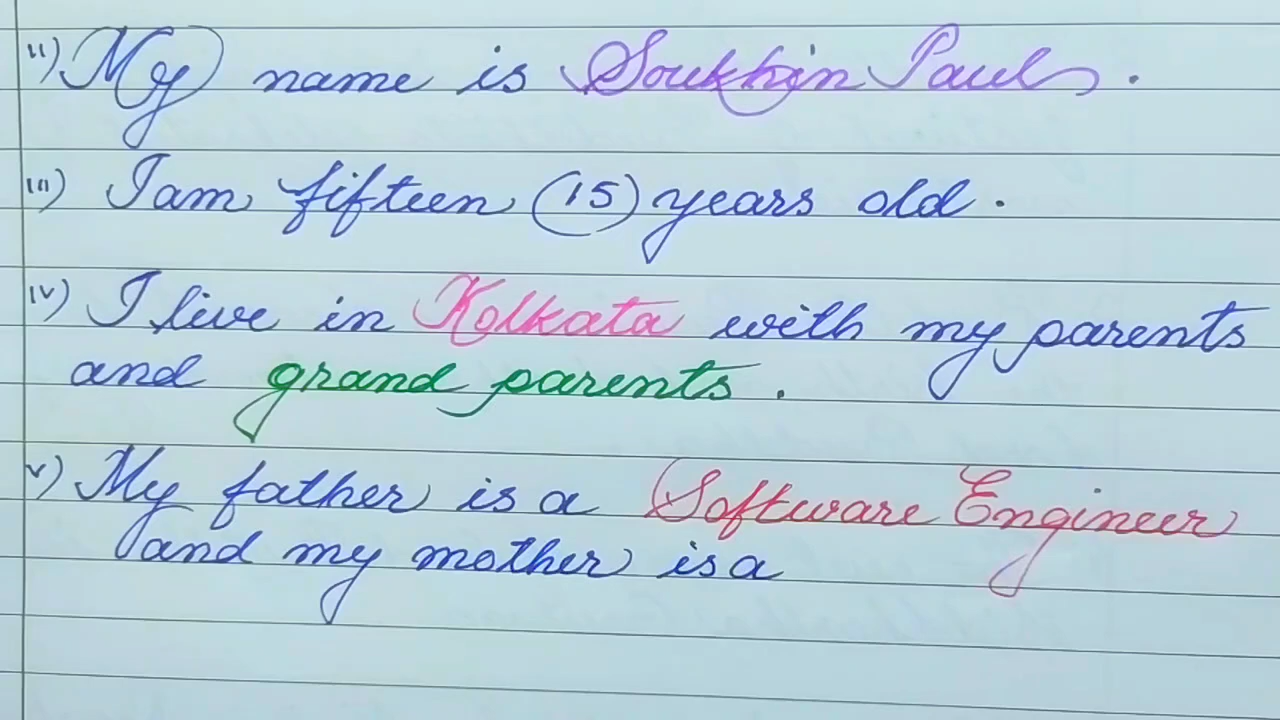 ii) My name is Soukhin Paul.
iii) I am fifteen (15) years old.
iv) I live in Kolkata with my parents
and grand parents.
v) My father is a Software Engineer
and my mother is a